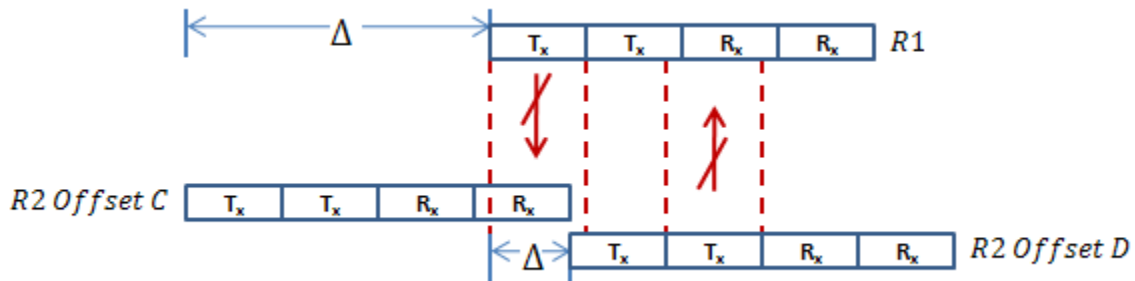 Δ
Tₓ Tₓ Rₓ Rₓ R1
R2 Offset C Tₓ Tₓ Rₓ Rₓ
Δ Tₓ Tₓ Rₓ Rₓ R2 Offset D